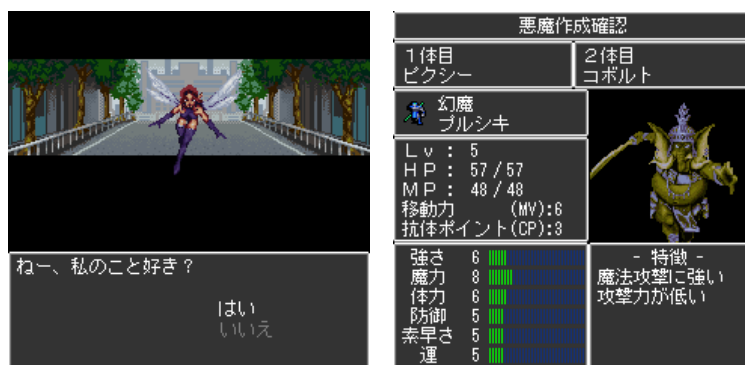 ねー、私のこと好き？
はい
いいえ
悪魔作成確認
1体目
ピクシー
2体目
コボルト
幻魔
プルシキ
Lv： 5
HP： 57/57
MP： 48/48
移動力 (MV):6
抗体ポイント(CP):3
強さ 6
魔力 8
体力 6
防御 5
素早さ 5
運 5
- 特徴 -
魔法攻撃に強い
攻撃力が低い